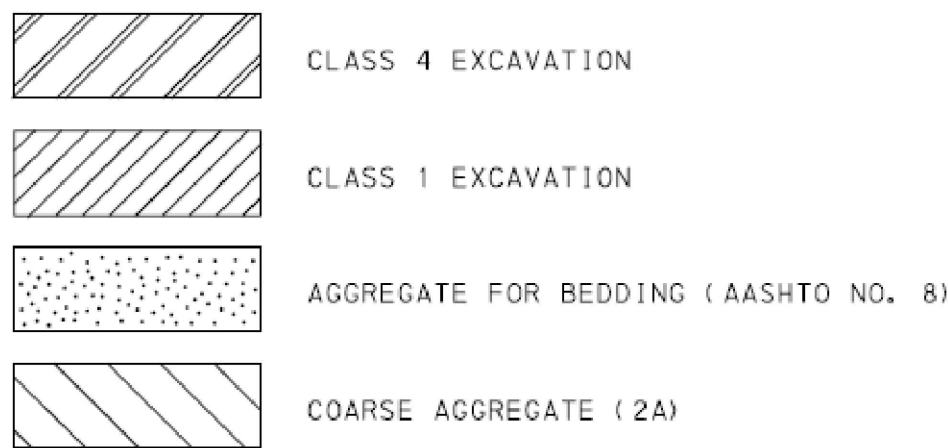 CLASS 4 EXCAVATION
CLASS 1 EXCAVATION
AGGREGATE FOR BEDDING (AASHTO NO. 8)
COARSE AGGREGATE (2A)